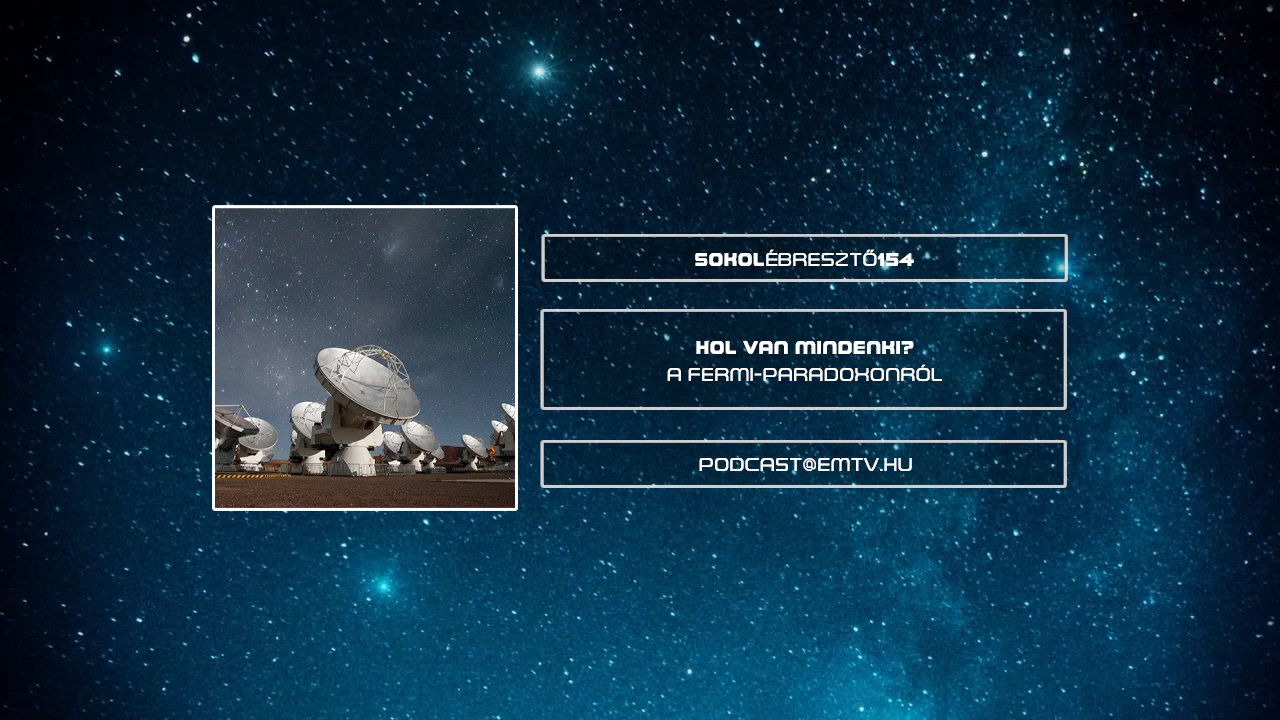 SOKOLÉBRESZTŐ154
HOL VAN MINDENKI?
A FERMI-PARADOXONRÓL
PODCAST@EMTV.HU